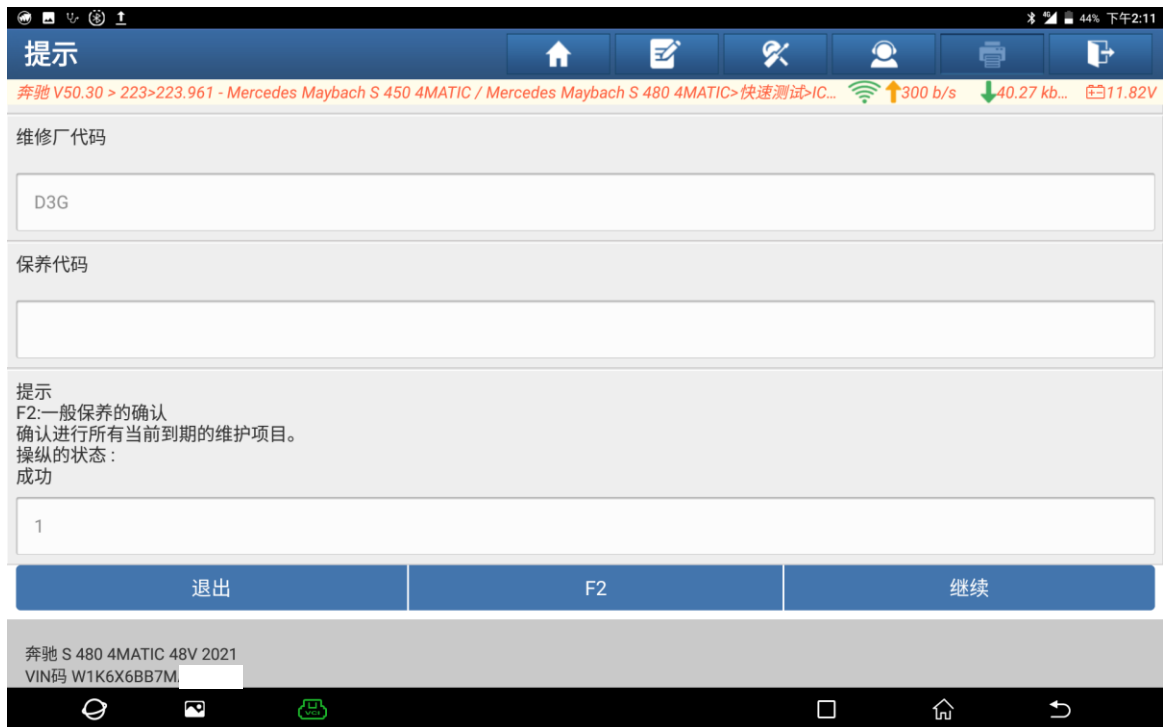 44% 下午2:11
提示
奔驰 V50.30 > 223>223.961 - Mercedes Maybach S 450 4MATIC / Mercedes Maybach S 480 4MATIC>快速测试>IC... 300 b/s 40.27 kb... 11.82V
维修厂代码
D3G
保养代码
提示
F2:一般保养的确认
确认进行所有当前到期的维护项目。
操纵的状态 :
成功
1
退出 F2 继续
奔驰 S 480 4MATIC 48V 2021
VIN码 W1K6X6BB7M
VCI